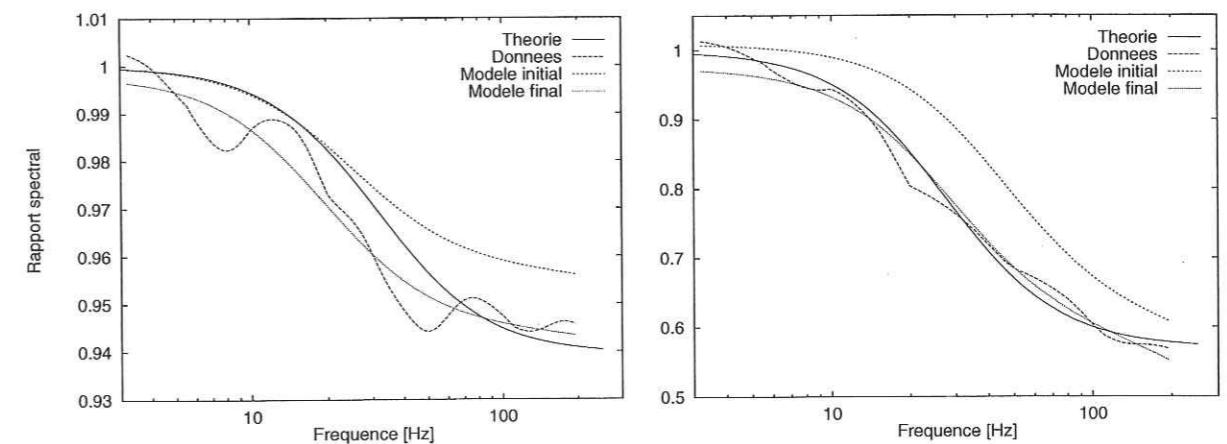 1.01
1
0.99
0.98
0.97
0.96
0.95
0.94
0.93
Rapport spectral
10
100
Frequence [Hz]
Theorie
Donnees
Modele initial
Modele final
1
0.9
0.8
0.7
0.6
0.5
10
100
Frequence [Hz]
Theorie
Donnees
Modele initial
Modele final